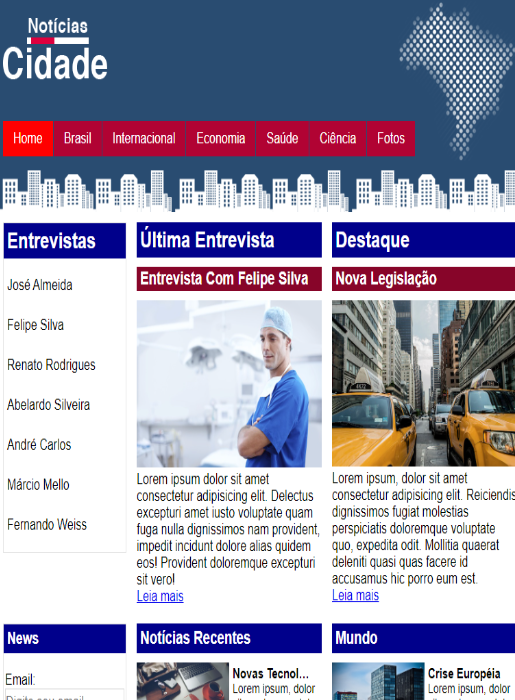 Notícias
Cidade
Home Brasil Internacional Economia Saúde Ciência Fotos
Entrevistas
José Almeida
Felipe Silva
Renato Rodrigues
Abelardo Silveira
André Carlos
Márcio Mello
Fernando Weiss
Última Entrevista
Entrevista Com Felipe Silva
Lorem ipsum dolor sit amet
consectetur adipisicing elit. Delectus
excepturi amet iusto voluptate quam
fuga nulla dignissimos nam provident,
impedit incidunt dolore alias quidem
eos! Provident doloremque excepturi
sit vero!
Leia mais
Destaque
Nova Legislação
Lorem ipsum, dolor sit amet
consectetur adipisicing elit. Reiciendis
dignissimos fugiat molestias
perspiciatis doloremque voluptate
quo, expedita odit. Mollitia quaerat
deleniti quasi quas facere id
accusamus hic porro eum est.
Leia mais
News
Email:
Digite seu email
Notícias Recentes
Novas Tecnol...
Lorem ipsum, dolor
Mundo
Crise Européia
Lorem ipsum, dolor